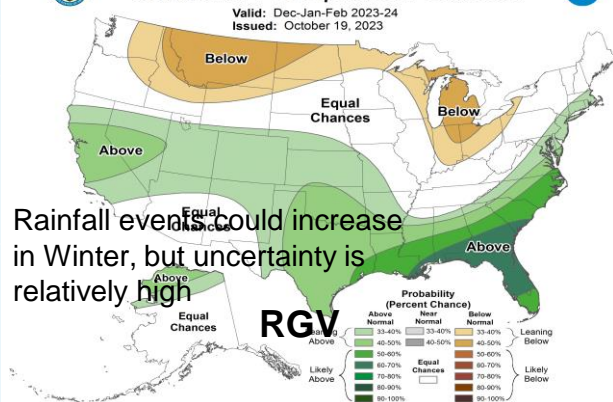 Valid: Dec-Jan-Feb 2023-24
Issued: October 19, 2023
Below
Equal
Chances
Below
Above
Equal
Chances
Above
Rainfall events could increase
in Winter, but uncertainty is
relatively high
Above
Equal
Chances
RGV
Probability
(Percent Chance)
Above Normal
Near Normal
Below Normal
Leaning Above
33-40% 33-40% 33-40%
40-50% 40-50% 40-50%
Leaning Below
Likely Above
50-60% 50-60%
60-70% Equal Chances 60-70%
70-80% 70-80%
80-90% 80-90%
90-100% 90-100%
Likely Below